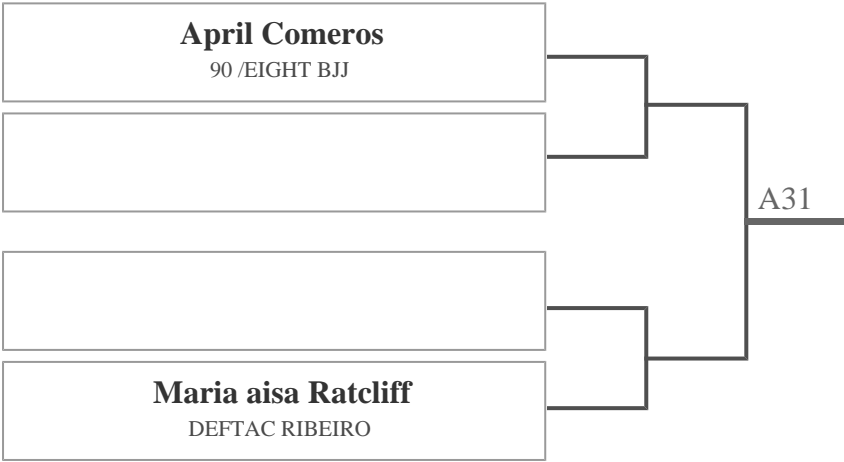 April Comeros
90 /EIGHT BJJ
A31
Maria aisa Ratcliff
DEFTAC RIBEIRO